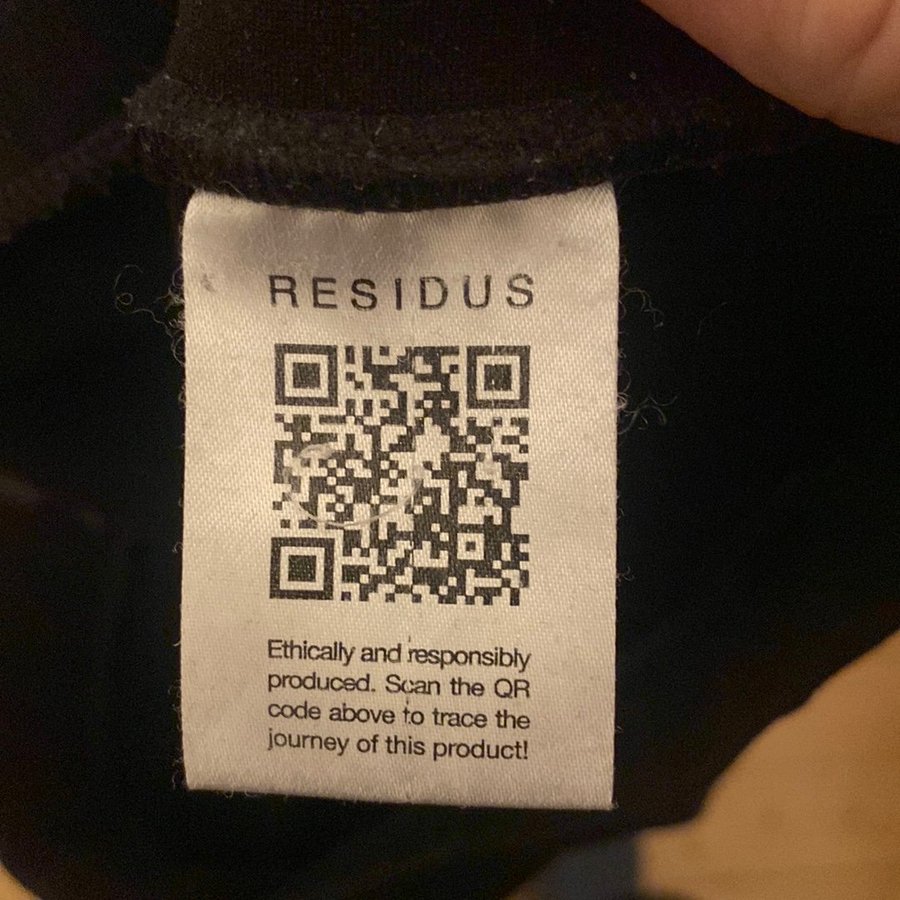 RESIDUS
Ethically and responsibly
produced. Scan the QR
code above to trace the
journey of this product!